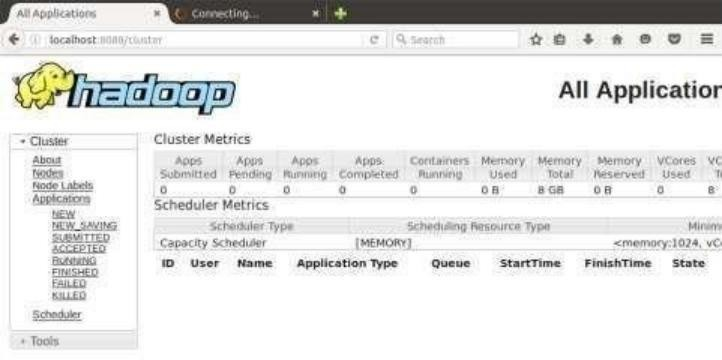 All Applications
Connecting...
localhost:8088/cluster
Search
hadoop
All Application
Cluster
About
Nodes
Node Labels
Applications
NEW
NEW_SAVING
SUBMITTED
ACCEPTED
RUNNING
FINISHED
FAILED
KILLED
Scheduler
Tools
Cluster Metrics
Apps Submitted Apps Pending Apps Running Apps Completed Containers Running Memory Used Memory Total Memory Reserved VCores Used VC
0 0 0 0 0 0 B 8 GB 0 B 0 8
Scheduler Metrics
Scheduler Type Scheduling Resource Type Minim
Capacity Scheduler [MEMORY] <memory:1024, vCo
ID User Name Application Type Queue StartTime FinishTime State